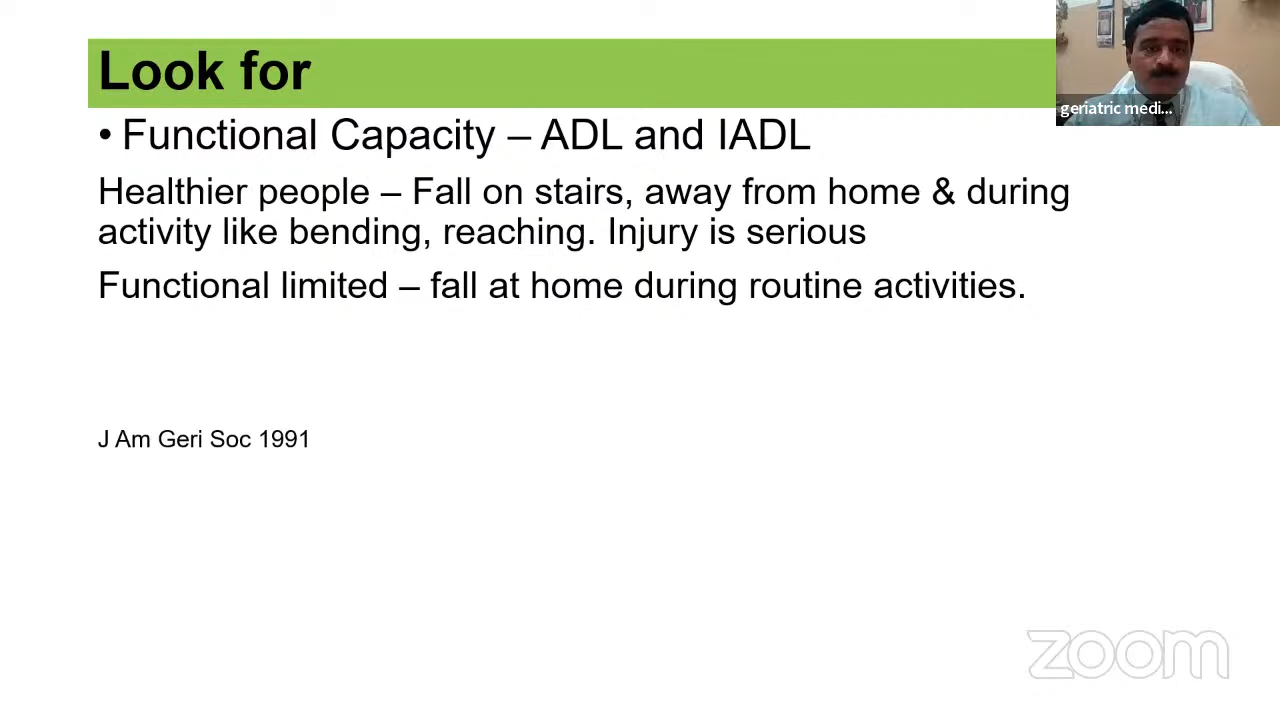 Look for
geriatric medi...
• Functional Capacity – ADL and IADL
Healthier people – Fall on stairs, away from home & during
activity like bending, reaching. Injury is serious
Functional limited – fall at home during routine activities.
J Am Geri Soc 1991
zoom